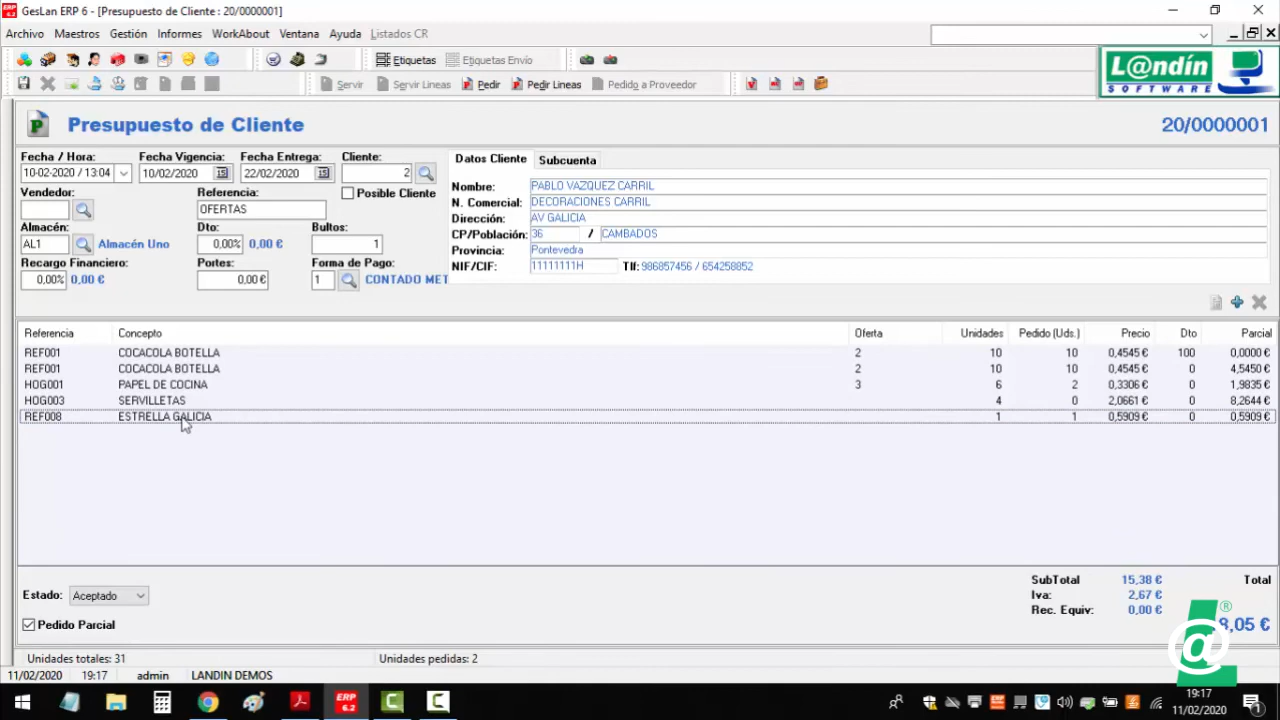 GesLan ERP 6 - [Presupuesto de Cliente : 20/0000001]
Archivo Maestros Gestión Informes WorkAbout Ventana Ayuda Listados CR
Etiquetas Etiquetas Envío
Servir Servir Lineas Pedir Pedir Lineas Pedido a Proveedor
L@ndín
SOFTWARE
Presupuesto de Cliente 20/0000001
Fecha / Hora: Fecha Vigencia: Fecha Entrega: Cliente: Datos Cliente Subcuenta
10-02-2020 / 13:04 10/02/2020 22/02/2020 2
Vendedor: Referencia: Posible Cliente Nombre: PABLO VAZQUEZ CARRIL
OFERTAS N. Comercial: DECORACIONES CARRIL
Almacén: Dto: Bultos: Dirección: AV GALICIA
AL1 Almacén Uno 0,00% 0,00 € 1 CP/Población: 36 / CAMBADOS
Provincia: Pontevedra
Recargo Financiero: Portes: Forma de Pago: NIF/CIF: 11111111H Tlf: 986857456 / 654258852
0,00% 0,00 € 0,00 € 1 CONTADO MET
Referencia Concepto Oferta Unidades Pedido (Uds.) Precio Dto Parcial
REF001 COCACOLA BOTELLA 2 10 10 0,4545 € 100 0,0000 €
REF001 COCACOLA BOTELLA 2 10 10 0,4545 € 0 4,5450 €
HOG001 PAPEL DE COCINA 3 6 2 0,3306 € 0 1,9835 €
HOG003 SERVILLETAS 4 0 2,0661 € 0 8,2644 €
REF008 ESTRELLA GALICIA 1 1 0,5909 € 0 0,5909 €
Estado: Aceptado
Pedido Parcial
SubTotal 15,38 € Total
Iva: 2,67 €
Rec. Equiv: 0,00 € 8,05 €
Unidades totales: 31 Unidades pedidas: 2
11/02/2020 19:17 admin LANDIN DEMOS
ERP
6.2
19:17
11/02/2020